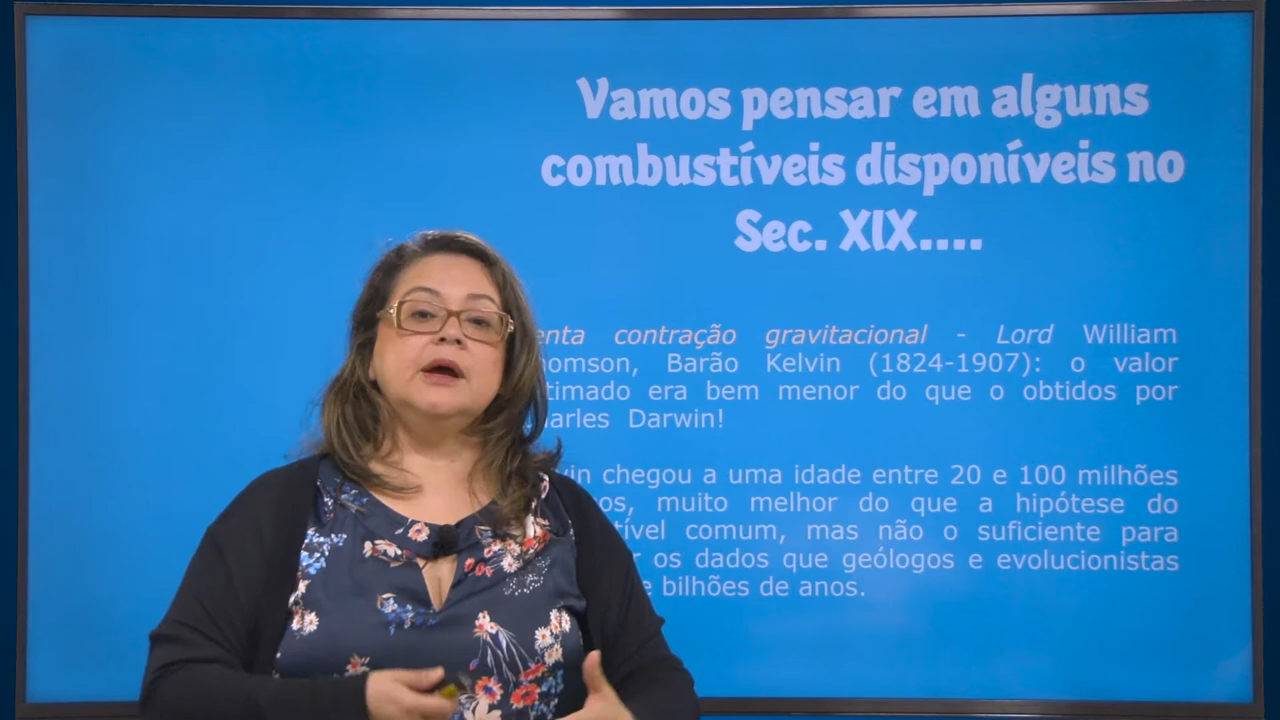 Vamos pensar em alguns
combustíveis disponíveis no
Sec. XIX....
enta contração gravitacional - Lord William
omson, Barão Kelvin (1824-1907): o valor
timado era bem menor do que o obtidos por
arles Darwin!
vin chegou a uma idade entre 20 e 100 milhões
os, muito melhor do que a hipótese do
tível comum, mas não o suficiente para
r os dados que geólogos e evolucionistas
e bilhões de anos.